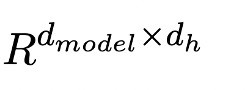 $R^{d_{model} \times d_h}$